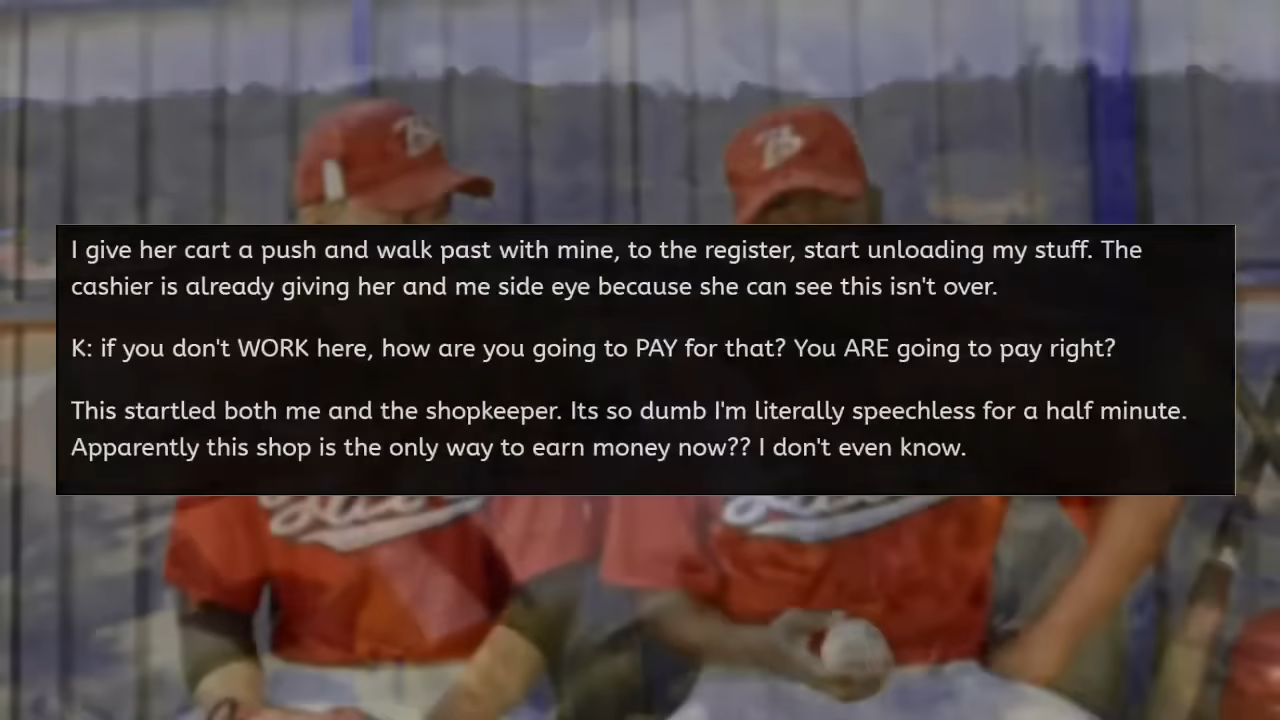 I give her cart a push and walk past with mine, to the register, start unloading my stuff. The
cashier is already giving her and me side eye because she can see this isn't over.
K: if you don't WORK here, how are you going to PAY for that? You ARE going to pay right?
This startled both me and the shopkeeper. Its so dumb I'm literally speechless for a half minute.
Apparently this shop is the only way to earn money now?? I don't even know.